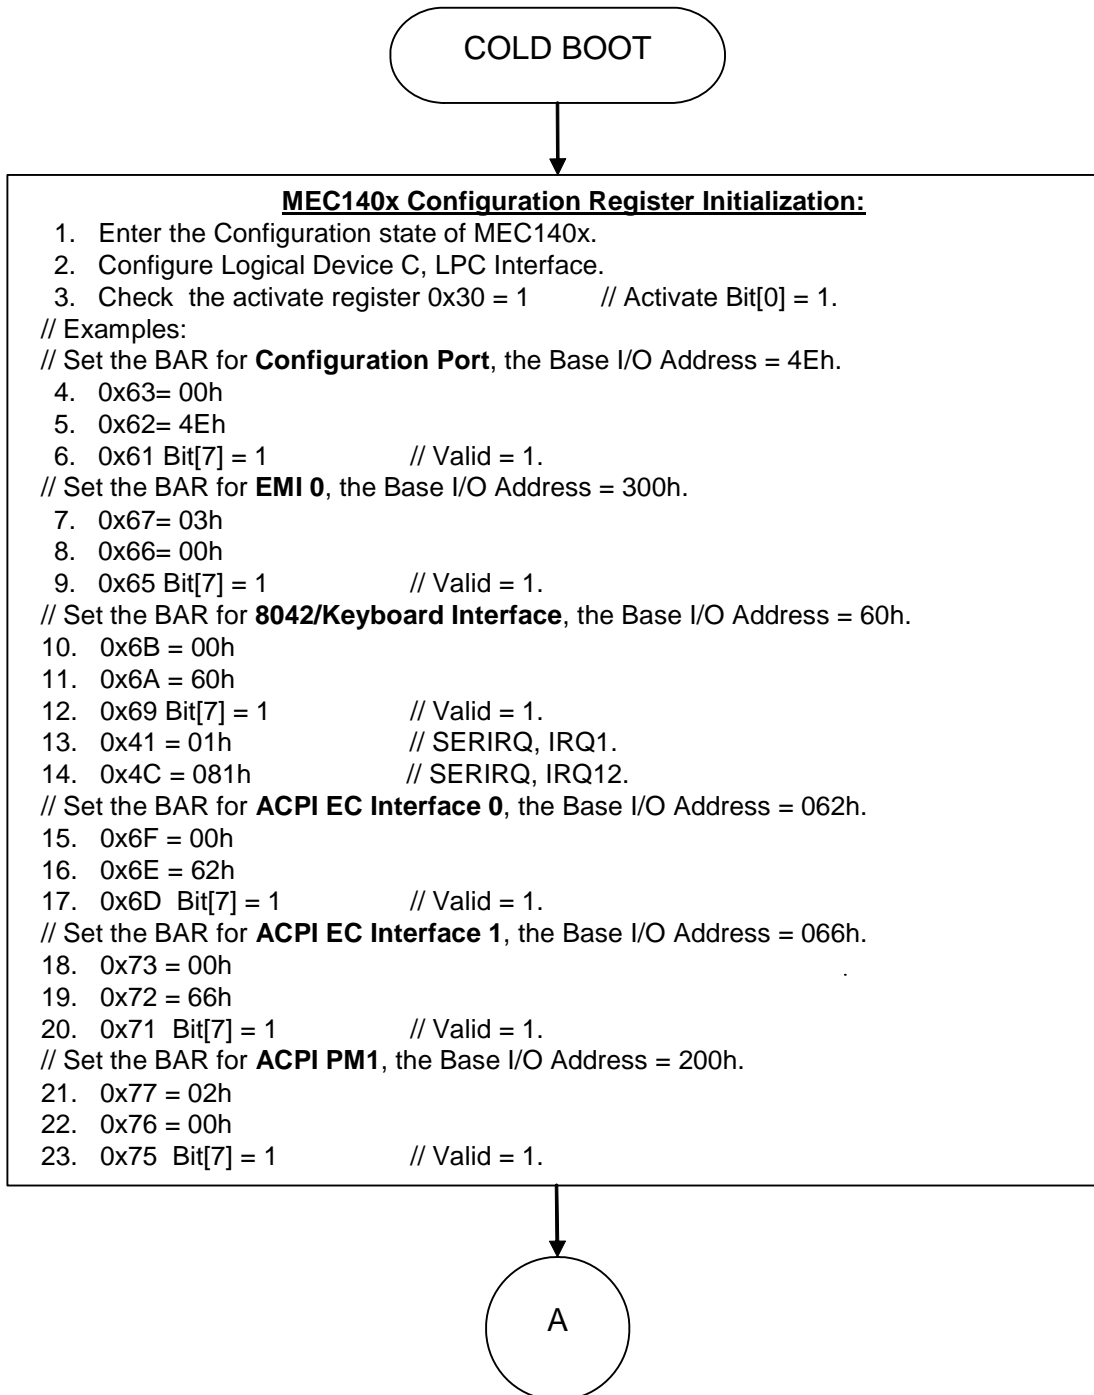 COLD BOOT
MEC140x Configuration Register Initialization:
1. Enter the Configuration state of MEC140x.
2. Configure Logical Device C, LPC Interface.
3. Check the activate register 0x30 = 1 // Activate Bit[0] = 1.
// Examples:
// Set the BAR for Configuration Port, the Base I/O Address = 4Eh.
4. 0x63= 00h
5. 0x62= 4Eh
6. 0x61 Bit[7] = 1 // Valid = 1.
// Set the BAR for EMI 0, the Base I/O Address = 300h.
7. 0x67= 03h
8. 0x66= 00h
9. 0x65 Bit[7] = 1 // Valid = 1.
// Set the BAR for 8042/Keyboard Interface, the Base I/O Address = 60h.
10. 0x6B = 00h
11. 0x6A = 60h
12. 0x69 Bit[7] = 1 // Valid = 1.
13. 0x41 = 01h // SERIRQ, IRQ1.
14. 0x4C = 081h // SERIRQ, IRQ12.
// Set the BAR for ACPI EC Interface 0, the Base I/O Address = 062h.
15. 0x6F = 00h
16. 0x6E = 62h
17. 0x6D Bit[7] = 1 // Valid = 1.
// Set the BAR for ACPI EC Interface 1, the Base I/O Address = 066h.
18. 0x73 = 00h
19. 0x72 = 66h
20. 0x71 Bit[7] = 1 // Valid = 1.
// Set the BAR for ACPI PM1, the Base I/O Address = 200h.
21. 0x77 = 02h
22. 0x76 = 00h
23. 0x75 Bit[7] = 1 // Valid = 1.
A